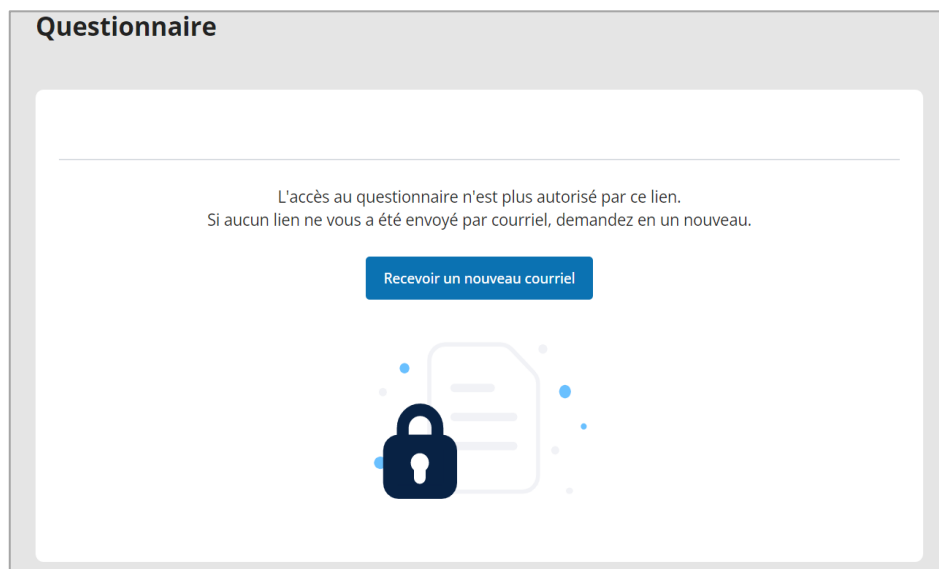 Questionnaire
L'accès au questionnaire n'est plus autorisé par ce lien.
Si aucun lien ne vous a été envoyé par courriel, demandez en un nouveau.
Recevoir un nouveau courriel